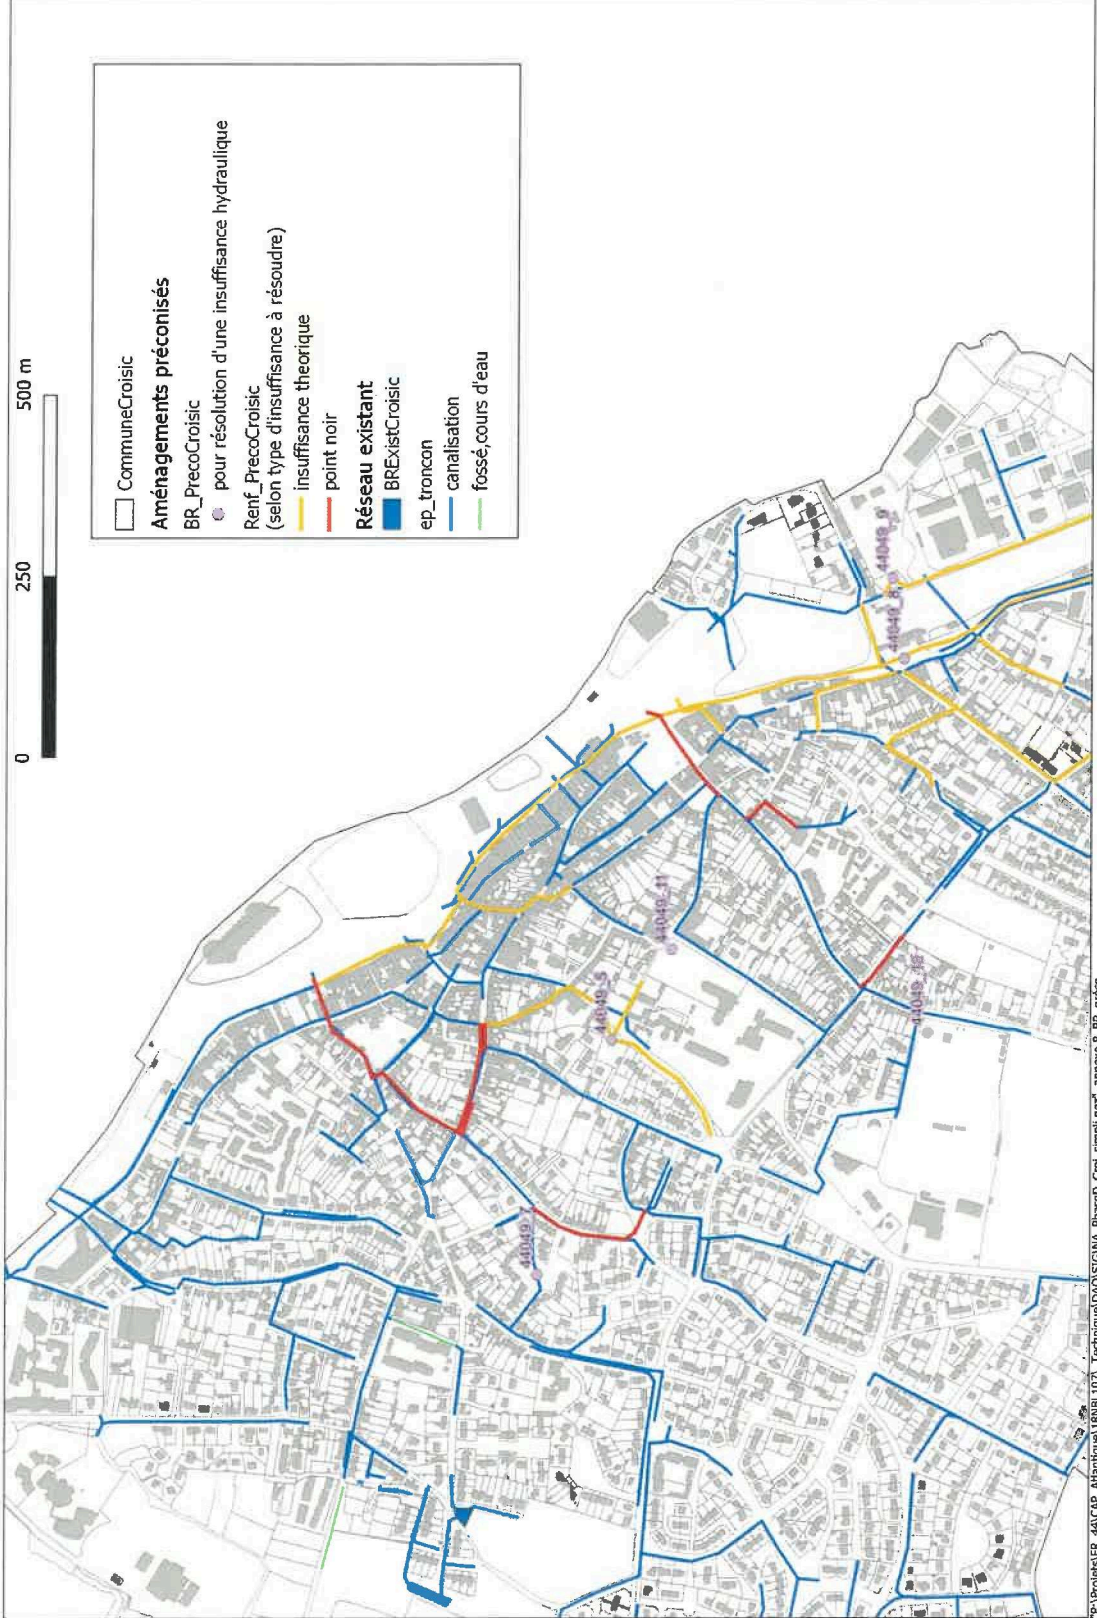 0
250
500 m
CommuneCroisic
Aménagements préconisés
BR_PrecoCroisic
pour résolution d'une insuffisance hydraulique
Renf_PrecoCroisic
(selon type d'insuffisance à résoudre)
insuffisance theorique
point noir
Réseau existant
BRExistCroisic
ep_troncon
canalisation
fossé,cours d'eau
44049_9
44049_8
44049_11
44049_5
44049_7